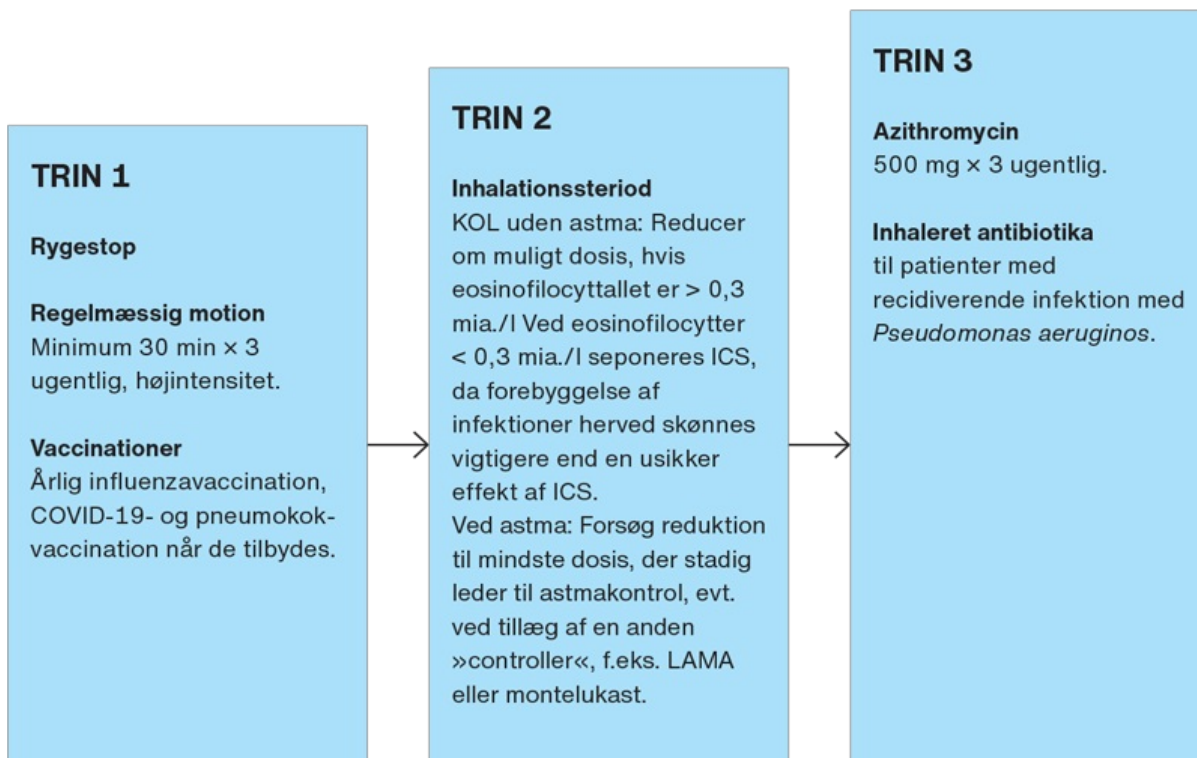 TRIN 1
Rygestop
Regelmæssig motion
Minimum 30 min × 3
ugentlig, højintensitet.
Vaccinationer
Årlig influenzavaccination,
COVID-19- og pneumokok-
vaccination når de tilbydes.
TRIN 2
Inhalationssteriod
KOL uden astma: Reducer
om muligt dosis, hvis
eosinofilocyttallet er > 0,3
mia./l Ved eosinofilocytter
< 0,3 mia./l seponeres ICS,
da forebyggelse af
infektioner herved skønnes
vigtigere end en usikker
effekt af ICS.
Ved astma: Forsøg reduktion
til mindste dosis, der stadig
leder til astmakontrol, evt.
ved tillæg af en anden
»controller«, f.eks. LAMA
eller montelukast.
TRIN 3
Azithromycin
500 mg × 3 ugentlig.
Inhaleret antibiotika
til patienter med
recidiverende infektion med
Pseudomonas aeruginos.